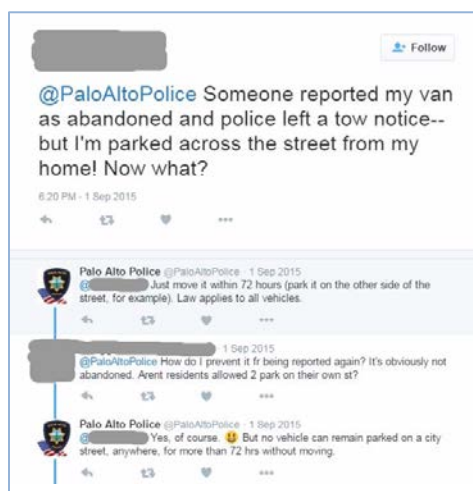 Follow
@PaloAltoPolice Someone reported my van
as abandoned and police left a tow notice--
but I'm parked across the street from my
home! Now what?
6:20 PM - 1 Sep 2015
Palo Alto Police @PaloAltoPolice · 1 Sep 2015
@ Just move it within 72 hours (park it on the other side of the
street, for example). Law applies to all vehicles.
· 1 Sep 2015
@PaloAltoPolice How do I prevent it fr being reported again? It's obviously not
abandoned. Arent residents allowed 2 park on their own st?
Palo Alto Police @PaloAltoPolice · 1 Sep 2015
@ Yes, of course. 😃 But no vehicle can remain parked on a city
street, anywhere, for more than 72 hrs without moving.